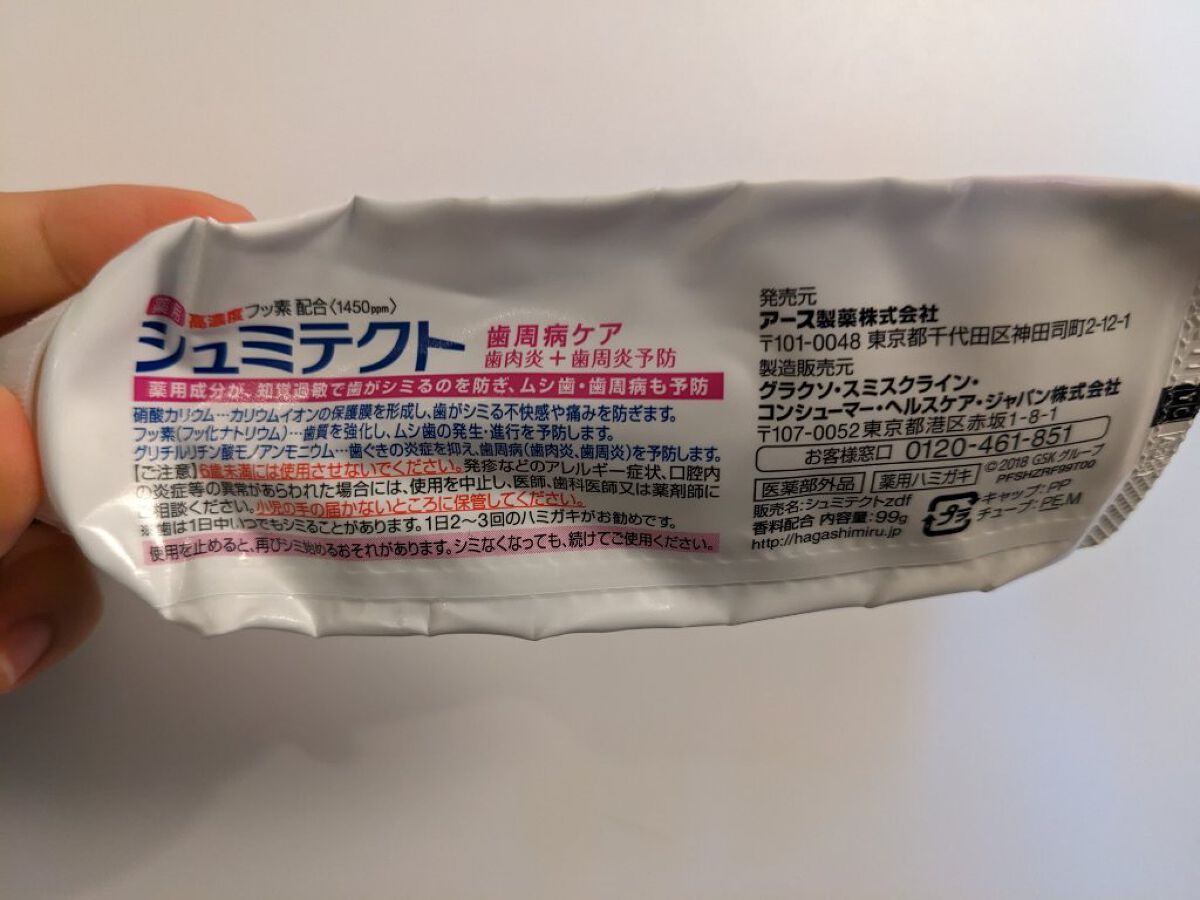 薬用 高濃度フッ素 配合〈1450ppm〉
シュミテクト
歯周病ケア
歯肉炎＋歯周炎予防
薬用成分が、知覚過敏で歯がシミるのを防ぎ、ムシ歯・歯周病も予防
硝酸カリウム…カリウムイオンの保護膜を形成し、歯がシミる不快感や痛みを防ぎます。
フッ素(フッ化ナトリウム)…歯質を強化し、ムシ歯の発生・進行を予防します。
グリチルリチン酸モノアンモニウム…歯ぐきの炎症を抑え、歯周病(歯肉炎、歯周炎)を予防します。
【ご注意】6歳未満には使用させないでください。発疹などのアレルギー症状、口腔内
の炎症等の異常があらわれた場合には、使用を中止し、医師、歯科医師又は薬剤師に
ご相談ください。小児の手の届かないところに保管してください。
※歯は1日中いつでもシミることがあります。1日2〜3回のハミガキがお勧めです。
使用を止めると、再びシミ始めるおそれがあります。シミなくなっても、続けてご使用ください。
発売元
アース製薬株式会社
〒101-0048 東京都千代田区神田司町2-12-1
製造販売元
グラクソ・スミスクライン・
コンシューマー・ヘルスケア・ジャパン株式会社
〒107-0052 東京都港区赤坂1-8-1
お客様窓口 0120-461-851
医薬部外品 薬用ハミガキ ©2018 GSK グループ
PFSHZRF99T00
販売名:シュミテクトzdf
香料配合 内容量:99g
http://hagashimiru.jp
プラ
キャップ:PP
チューブ:PE,M